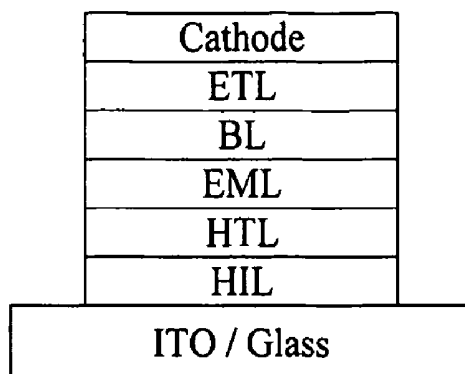 Cathode
ETL
BL
EML
HTL
HIL
ITO / Glass